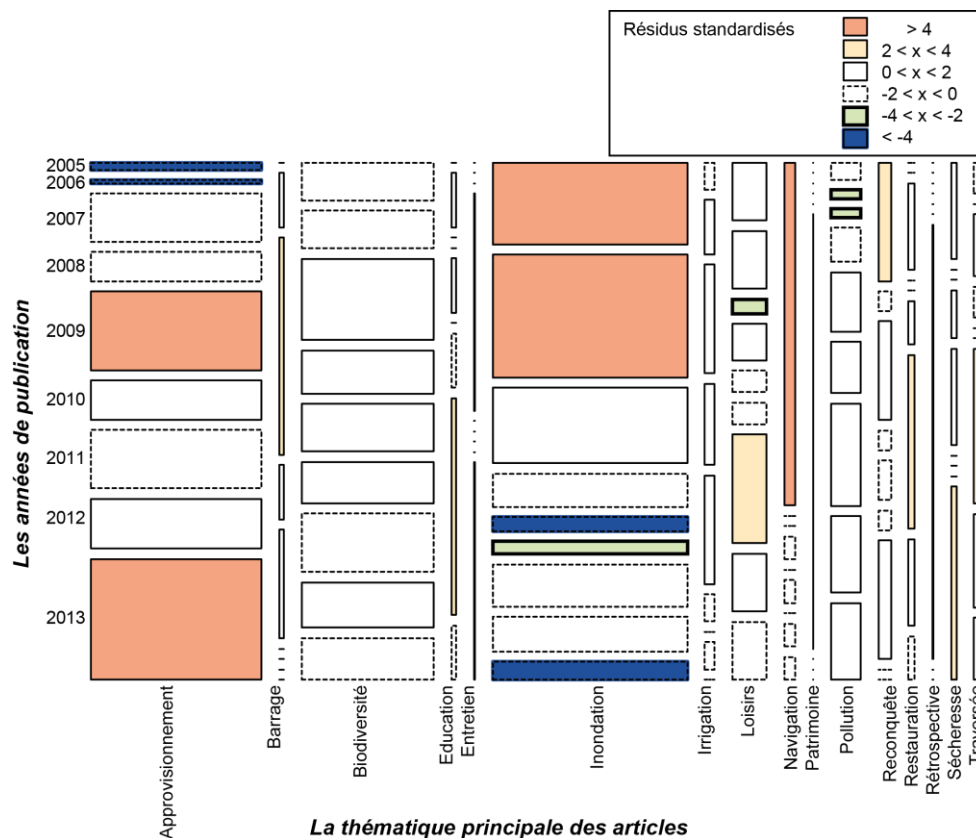 Résidus standardisés
> 4
2 < x < 4
0 < x < 2
-2 < x < 0
-4 < x < -2
< -4
Les années de publication
2005
2006
2007
2008
2009
2010
2011
2012
2013
Approvisionnement
Barrage
Biodiversité
Education
Entretien
Inondation
Irrigation
Loisirs
Navigation
Patrimoine
Pollution
Reconquête
Restauration
Rétrospective
Sécheresse
Traversée
La thématique principale des articles